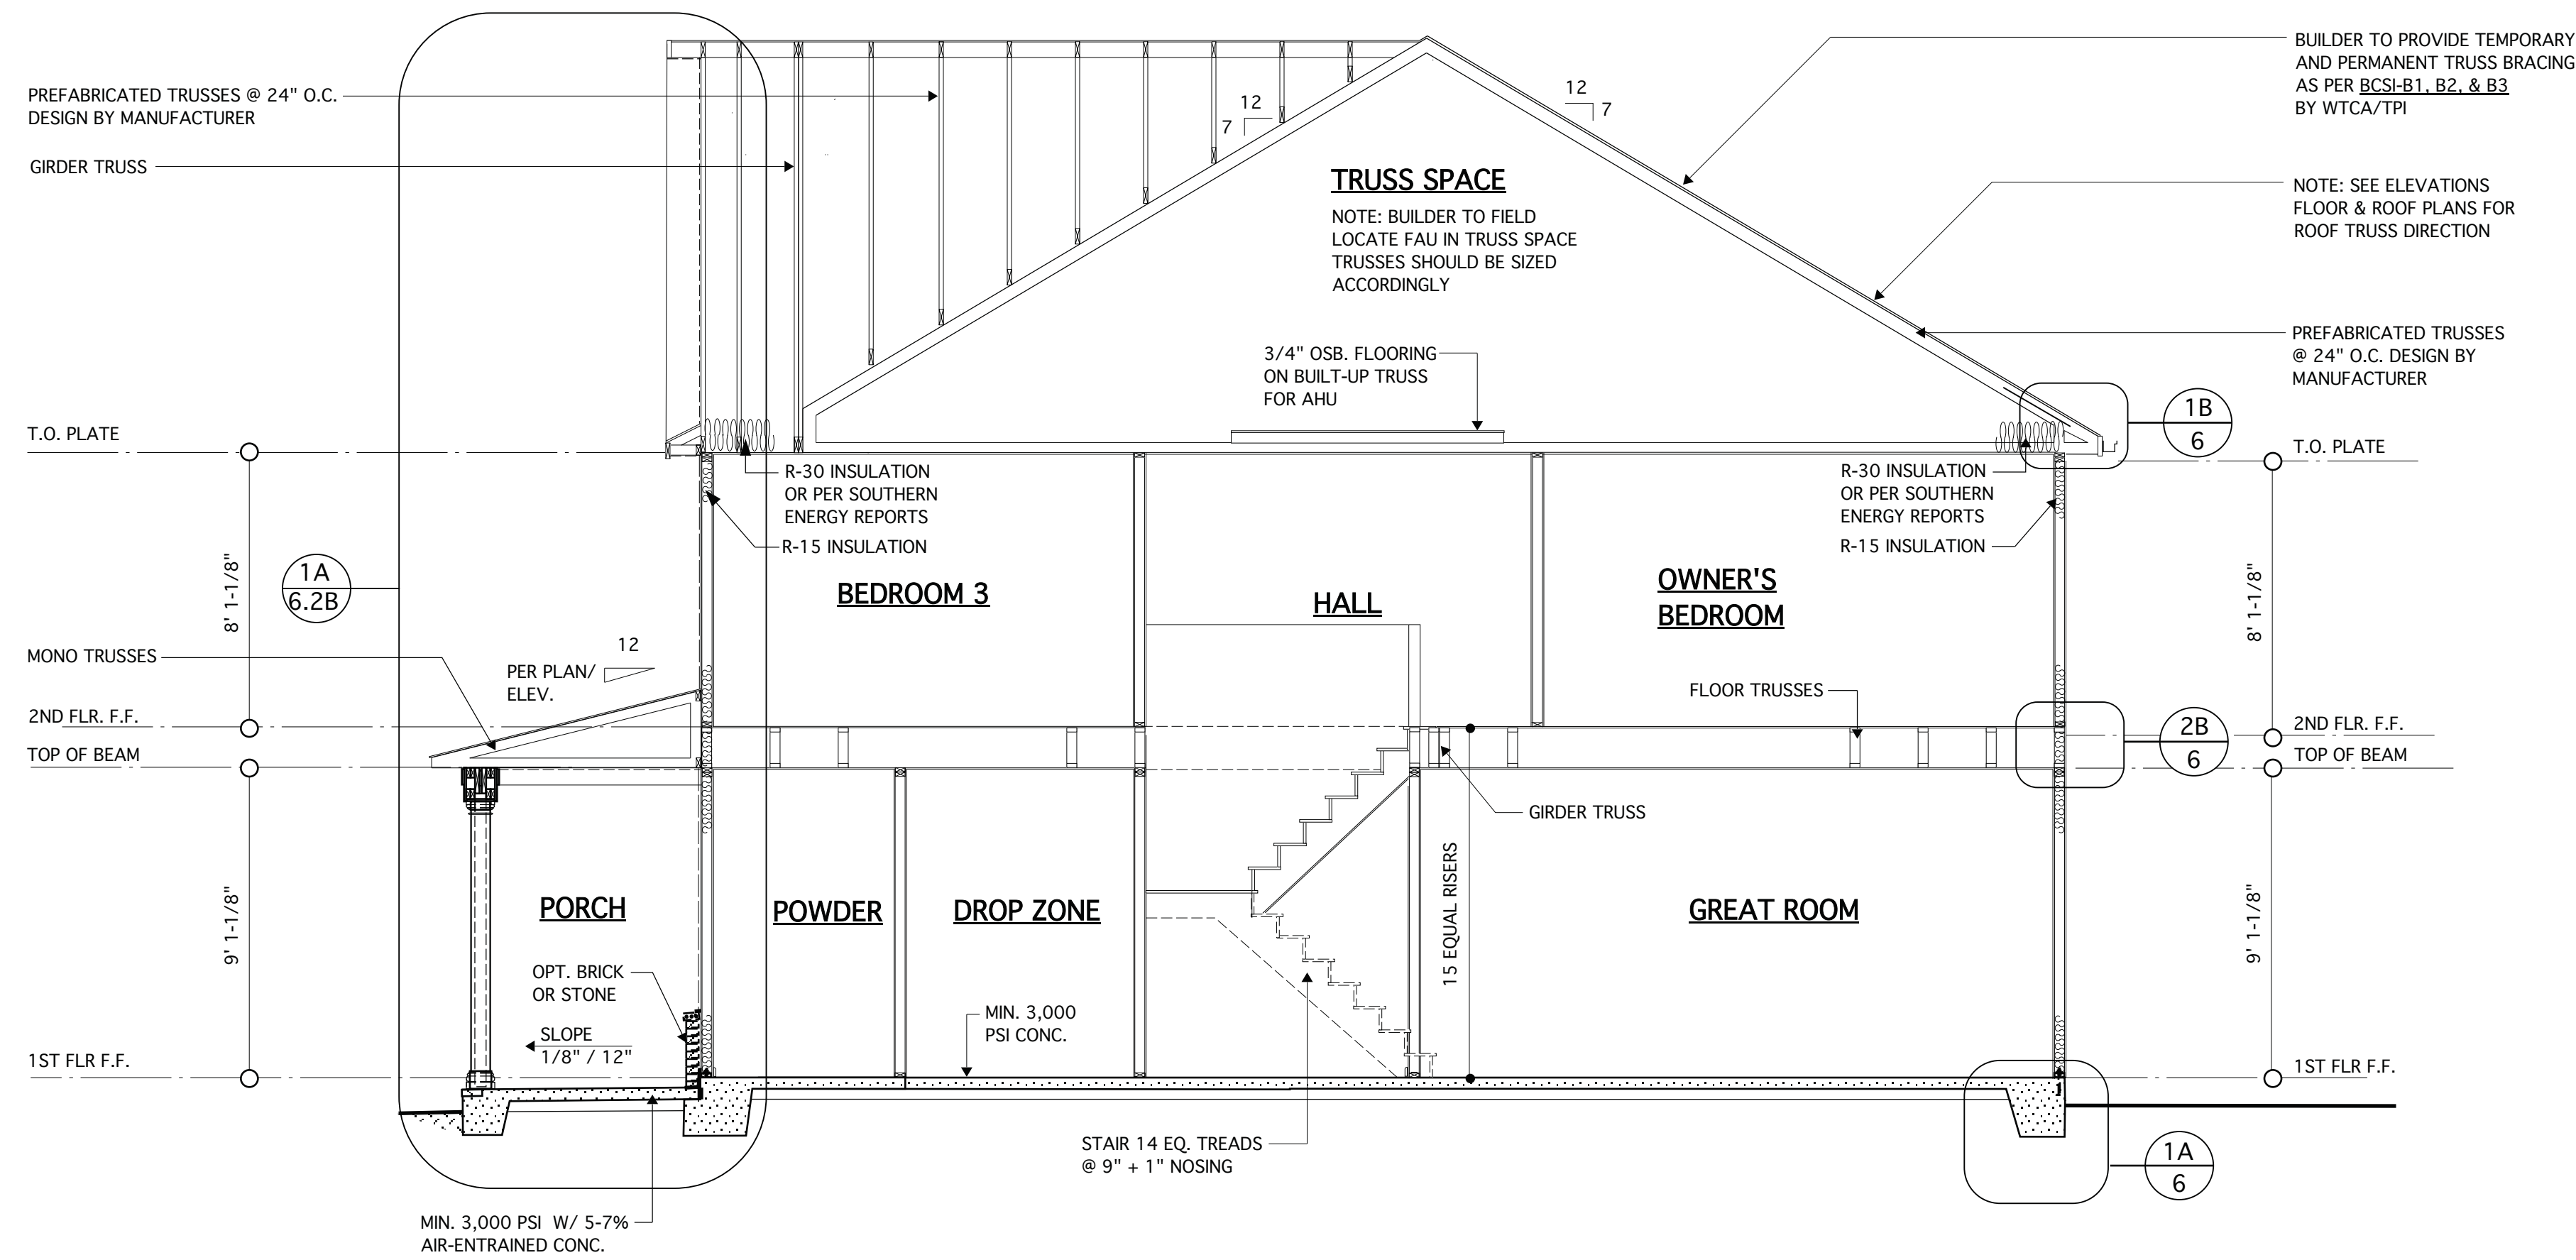 BUILDER TO PROVIDE TEMPORARY
AND PERMANENT TRUSS BRACING
AS PER BCSI-B1, B2, & B3
BY WTCA/TPI
PREFABRICATED TRUSSES @ 24" O.C.
DESIGN BY MANUFACTURER
GIRDER TRUSS
12
7
12
7
TRUSS SPACE
NOTE: BUILDER TO FIELD
LOCATE FAU IN TRUSS SPACE
TRUSSES SHOULD BE SIZED
ACCORDINGLY
NOTE: SEE ELEVATIONS
FLOOR & ROOF PLANS FOR
ROOF TRUSS DIRECTION
3/4" OSB. FLOORING
ON BUILT-UP TRUSS
FOR AHU
PREFABRICATED TRUSSES
@ 24" O.C. DESIGN BY
MANUFACTURER
1B
6
T.O. PLATE
T.O. PLATE
R-30 INSULATION
OR PER SOUTHERN
ENERGY REPORTS
R-15 INSULATION
R-30 INSULATION
OR PER SOUTHERN
ENERGY REPORTS
R-15 INSULATION
8' 1-1/8"
1A
6.2B
BEDROOM 3
HALL
OWNER'S
BEDROOM
8' 1-1/8"
MONO TRUSSES
12
PER PLAN/
ELEV.
FLOOR TRUSSES
2ND FLR. F.F.
TOP OF BEAM
2B
6
2ND FLR. F.F.
TOP OF BEAM
GIRDER TRUSS
9' 1-1/8"
PORCH
POWDER
DROP ZONE
15 EQUAL RISERS
GREAT ROOM
9' 1-1/8"
OPT. BRICK
OR STONE
SLOPE
1/8" / 12"
MIN. 3,000
PSI CONC.
1ST FLR F.F.
1ST FLR F.F.
STAIR 14 EQ. TREADS
@ 9" + 1" NOSING
1A
6
MIN. 3,000 PSI W/ 5-7%
AIR-ENTRAINED CONC.